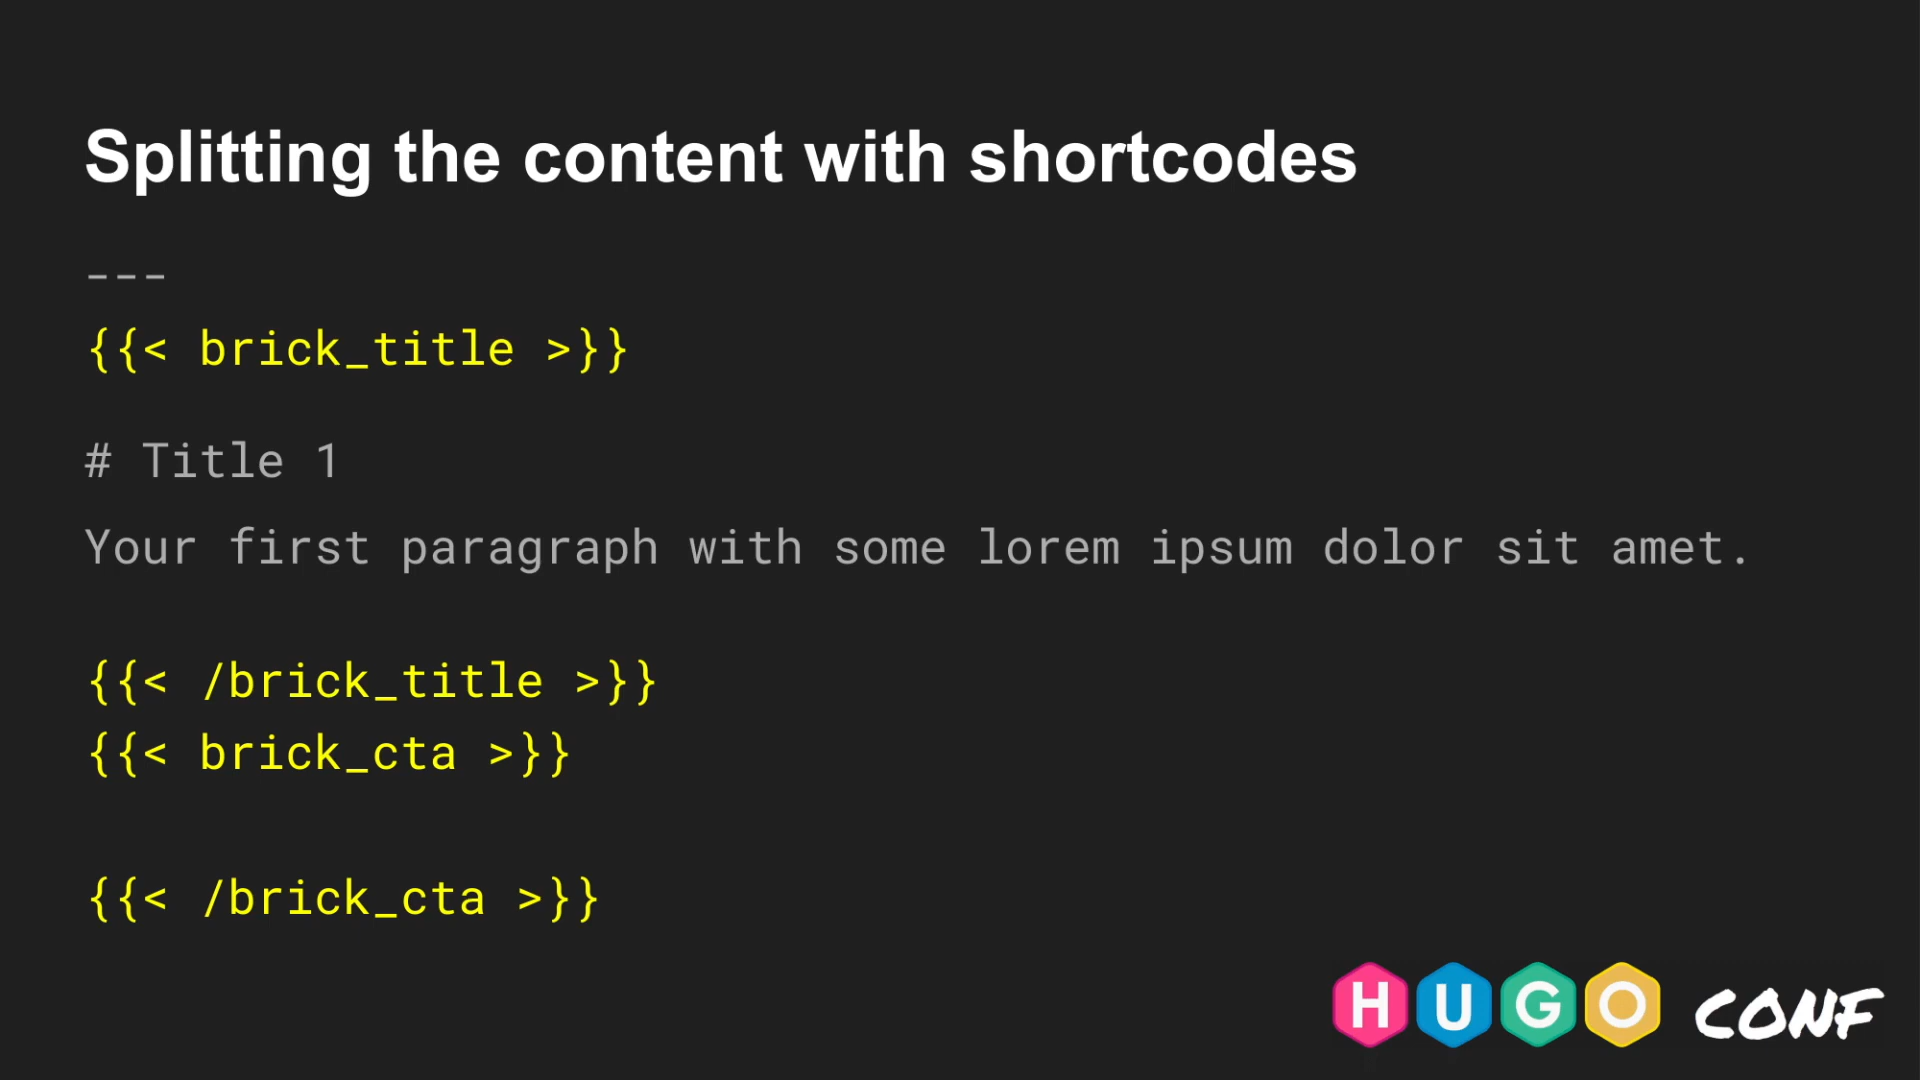 Splitting the content with shortcodes
---
{{< brick_title >}}
# Title 1
Your first paragraph with some lorem ipsum dolor sit amet.
{{< /brick_title >}}
{{< brick_cta >}}
{{< /brick_cta >}}
HUGO CONF